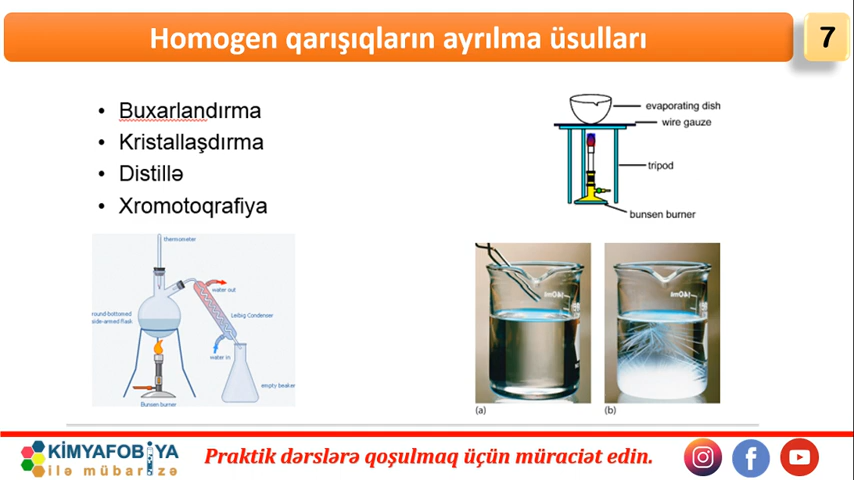 Homogen qarışıqların ayrılma üsulları
7
• Buxarlandırma
• Kristallaşdırma
• Distillə
• Xromotoqrafiya
evaporating dish
wire gauze
tripod
bunsen burner
thermometer
water out
round-bottomed
side-armed flask
Leibig Condenser
water in
empty beaker
Bunsen burner
(a)
(b)
KİMYAFOBİYA
ilə mübarizə
Praktik dərslərə qoşulmaq üçün müraciət edin.